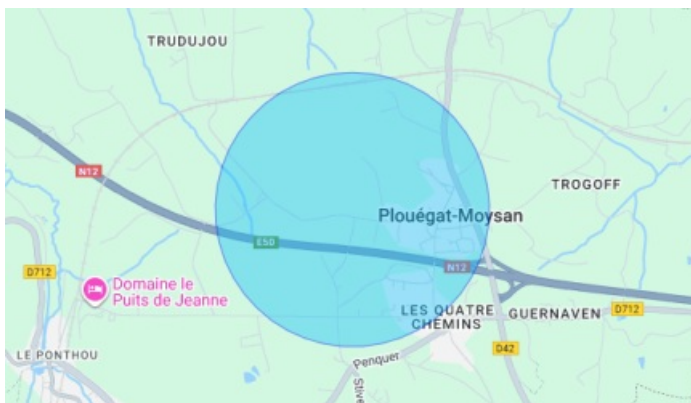 TRUDUJOU
N12
TROGOFF
Plouégat-Moysan
E50
N12
D712
Domaine le
Puits de Jeanne
LES QUATRE
CHEMINS
GUERNAVEN
D712
D42
LE PONTHOU
Penquer
Stive